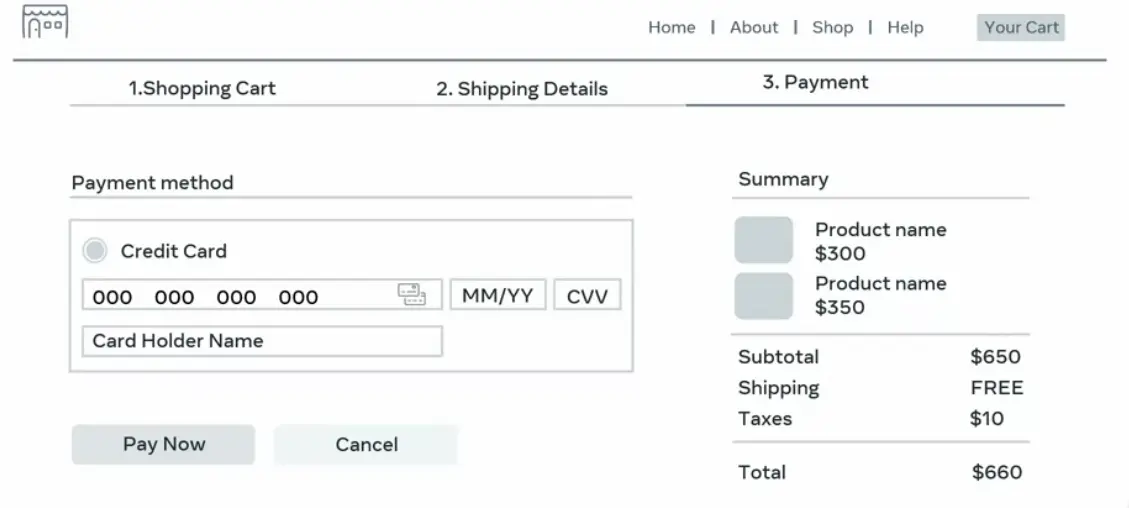 Home | About | Shop | Help Your Cart
1.Shopping Cart 2. Shipping Details 3. Payment
Payment method
Credit Card
000 000 000 000 MM/YY CVV
Card Holder Name
Pay Now Cancel
Summary
Product name
$300
Product name
$350
Subtotal $650
Shipping FREE
Taxes $10
Total $660